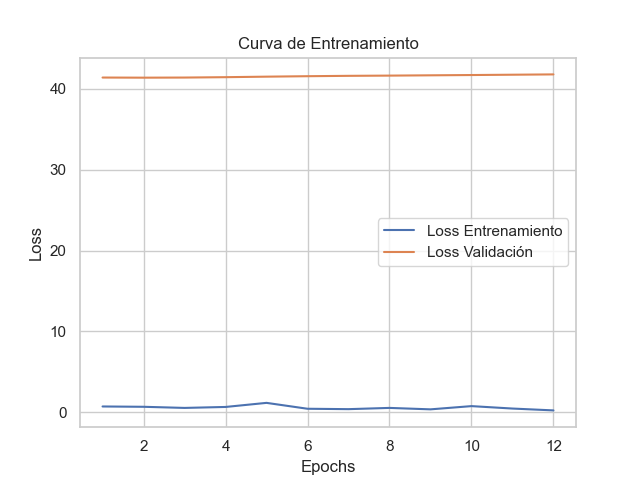 Curva de Entrenamiento
40
30
20
10
0
Loss
Loss Entrenamiento
Loss Validación
2 4 6 8 10 12
Epochs